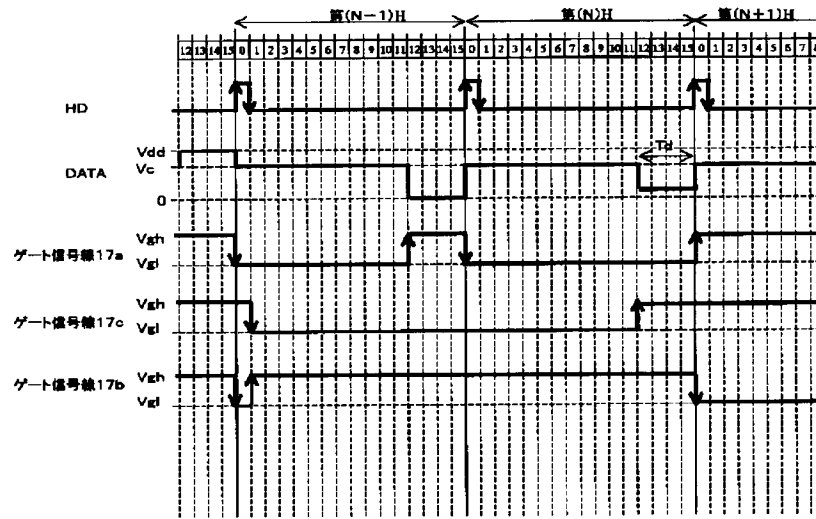 第(N-1)H 第(N)H 第(N+1)H
12 13 14 15 0 1 2 3 4 5 6 7 8 9 10 11 12 13 14 15 0 1 2 3 4 5 6 7 8 9 10 11 12 13 14 15 0 1 2 3 4 5 6 7 8
HD
Vdd
Td
DATA
Vc
0
Vgh
ゲート信号線17a
Vgl
Vgh
ゲート信号線17c
Vgl
Vgh
ゲート信号線17b
Vgl